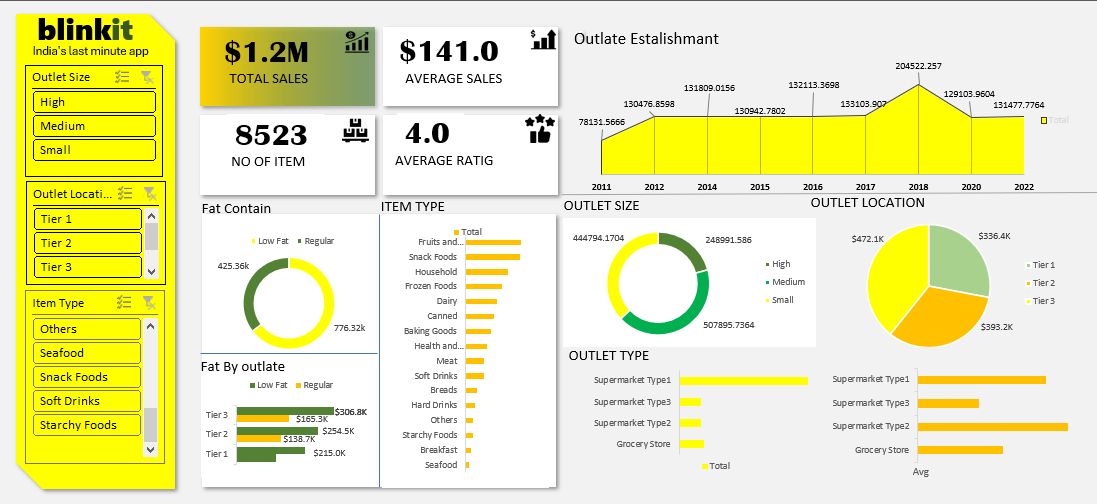 blinkit
India's last minute app
Outlet Size
High
Medium
Small
Outlet Locati...
Tier 1
Tier 2
Tier 3
Item Type
Others
Seafood
Snack Foods
Soft Drinks
Starchy Foods
$1.2M
TOTAL SALES
$141.0
AVERAGE SALES
8523
NO OF ITEM
4.0
AVERAGE RATIG
Outlate Estalishmant
78131.5666
130476.8598
131809.0156
130942.7802
132113.3698
133103.907
204522.257
129103.9604
131477.7764
Total
2011
2012
2014
2015
2016
2017
2018
2020
2022
Fat Contain
Low Fat
Regular
425.36k
776.32k
Fat By outlate
Low Fat
Regular
Tier 3
$306.8K
$165.3K
Tier 2
$254.5K
$138.7K
Tier 1
$215.0K
ITEM TYPE
Total
Fruits and...
Snack Foods
Household
Frozen Foods
Dairy
Canned
Baking Goods
Health and...
Meat
Soft Drinks
Breads
Hard Drinks
Others
Starchy Foods
Breakfast
Seafood
OUTLET SIZE
444794.1704
248991.586
507895.7364
High
Medium
Small
OUTLET LOCATION
$472.1K
$336.4K
$393.2K
Tier 1
Tier 2
Tier 3
OUTLET TYPE
Supermarket Type1
Supermarket Type3
Supermarket Type2
Grocery Store
Total
Supermarket Type1
Supermarket Type3
Supermarket Type2
Grocery Store
Avg